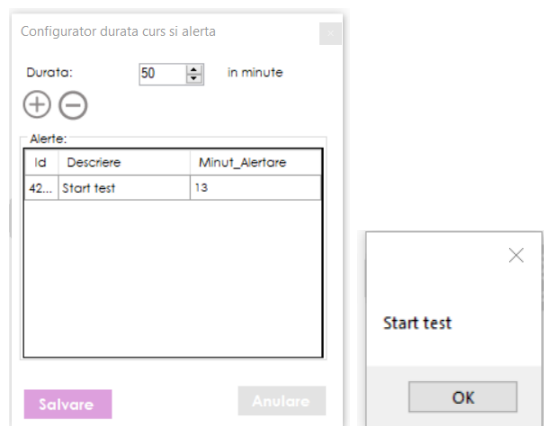 Configurator durata curs si alerta
Durata: 50 in minute
Alerte:
Id Descriere Minut_Alertare
42... Start test 13
Salvare Anulare
Start test
OK